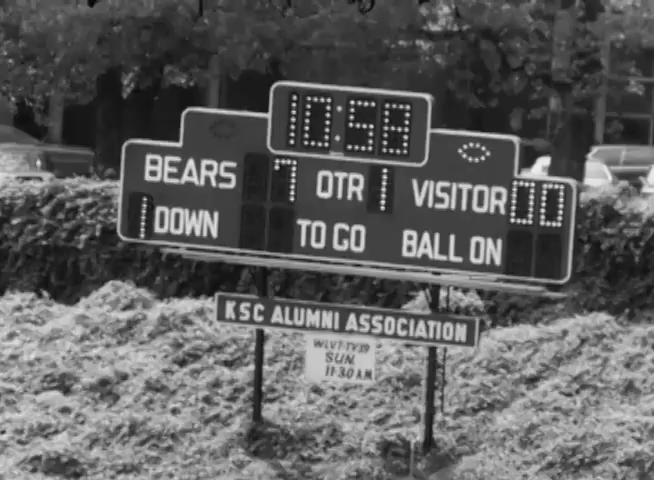 10:58
BEARS 7 QTR 1 VISITOR 00
1 DOWN TO GO BALL ON
KSC ALUMNI ASSOCIATION
WLVT-TV39
SUN.
11:30 A.M.